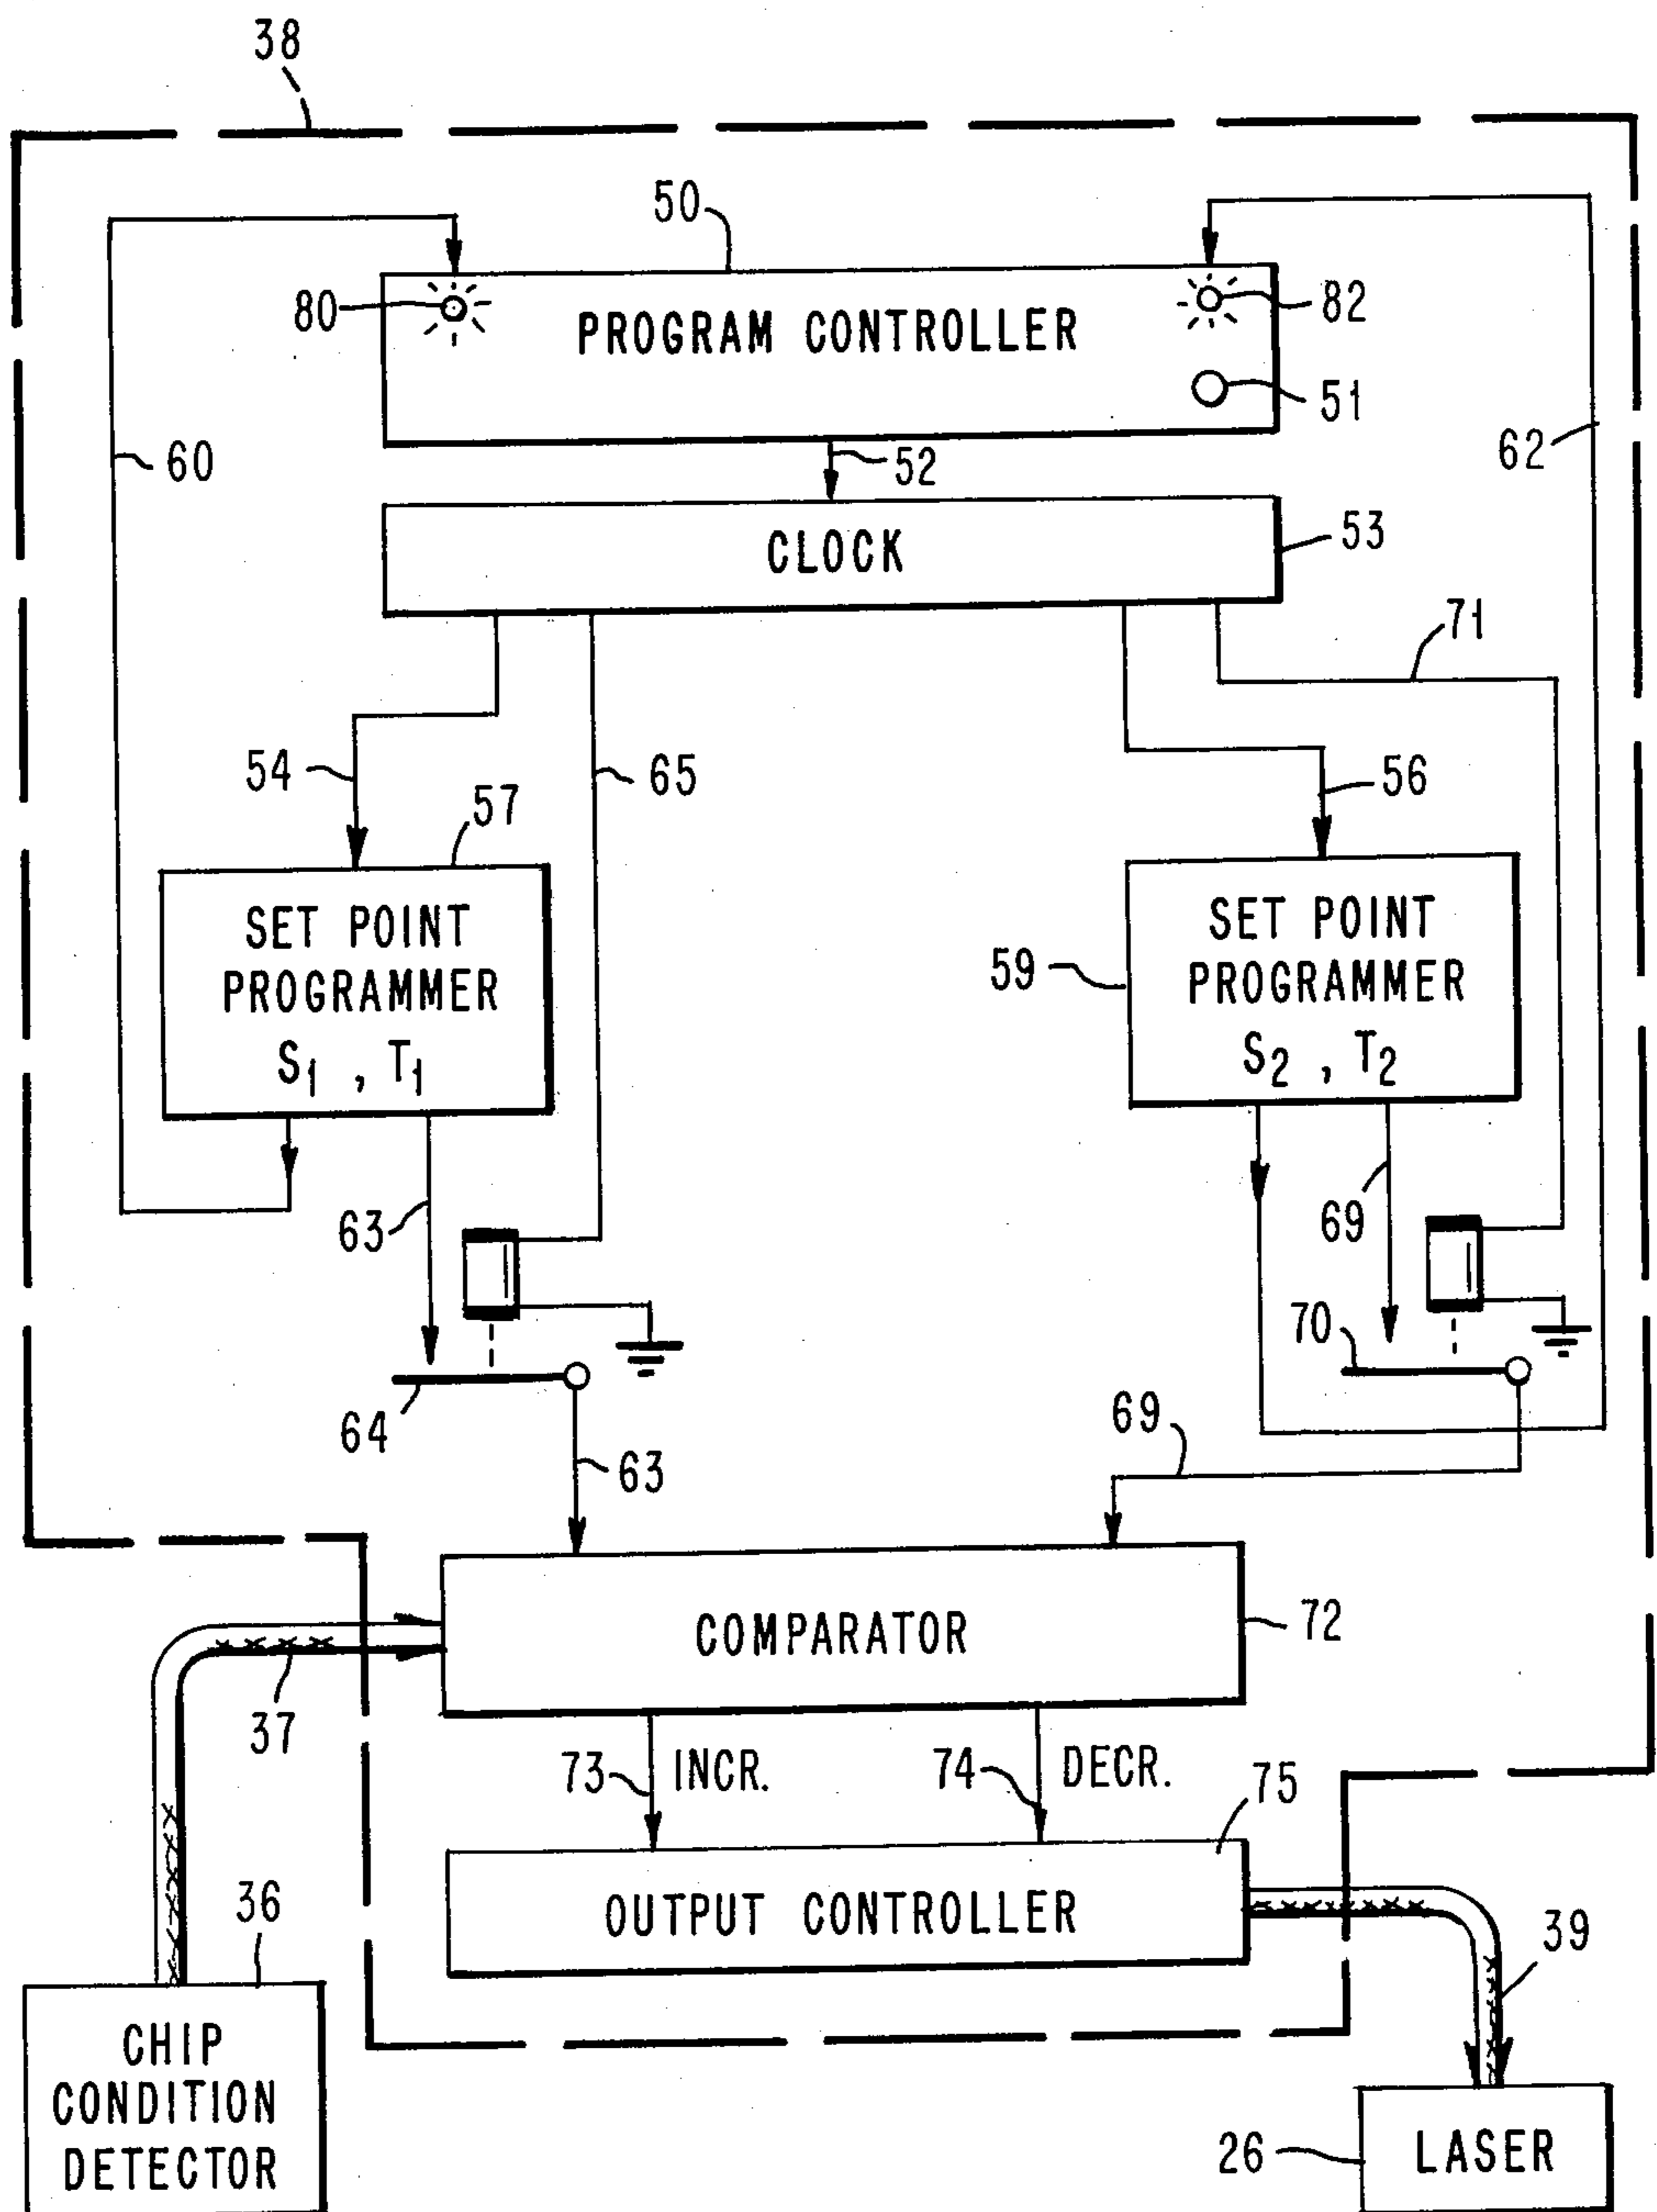 38
50
80
PROGRAM CONTROLLER
82
51
60
52
62
CLOCK
53
71
54
65
56
57
SET POINT
PROGRAMMER
S₁ , T₁
59
SET POINT
PROGRAMMER
S₂ , T₂
63
69
70
64
63
69
COMPARATOR
72
37
73
INCR.
74
DECR.
75
36
OUTPUT CONTROLLER
39
CHIP
CONDITION
DETECTOR
26
LASER